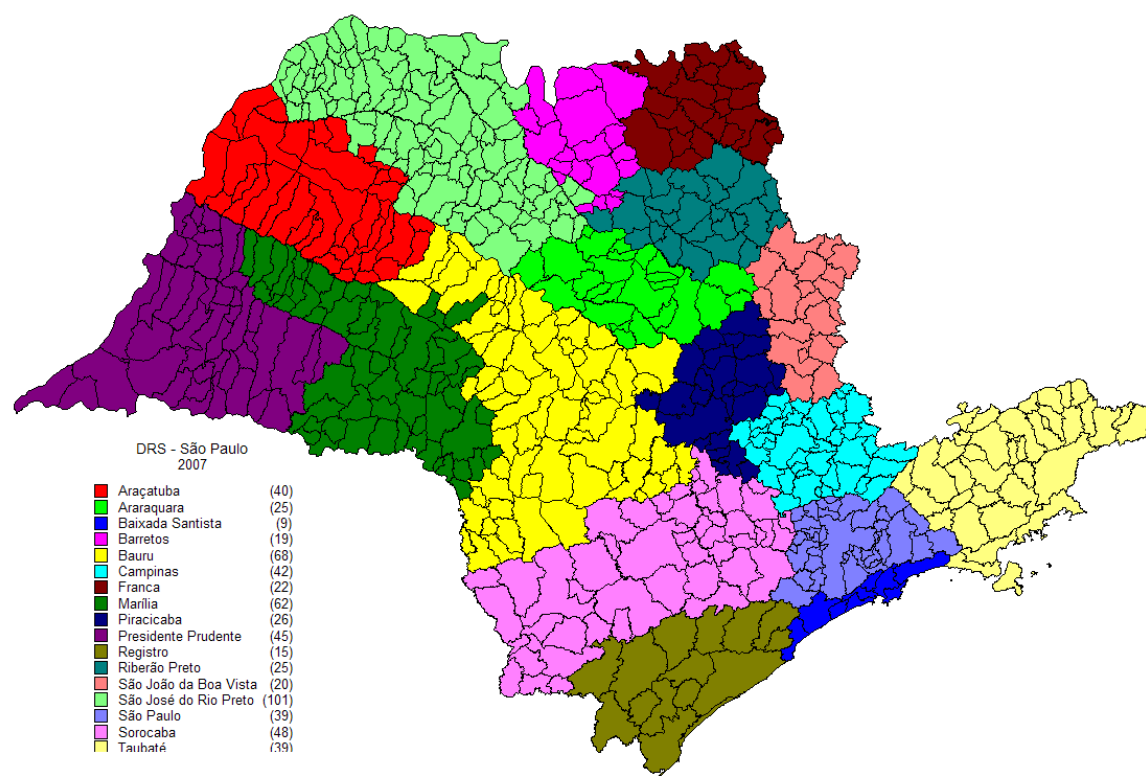 DRS - São Paulo
2007
Araçatuba (40)
Araraquara (25)
Baixada Santista (9)
Barretos (19)
Bauru (68)
Campinas (42)
Franca (22)
Marília (62)
Piracicaba (26)
Presidente Prudente (45)
Registro (15)
Riberão Preto (25)
São João da Boa Vista (20)
São José do Rio Preto (101)
São Paulo (39)
Sorocaba (48)
Taubaté (39)